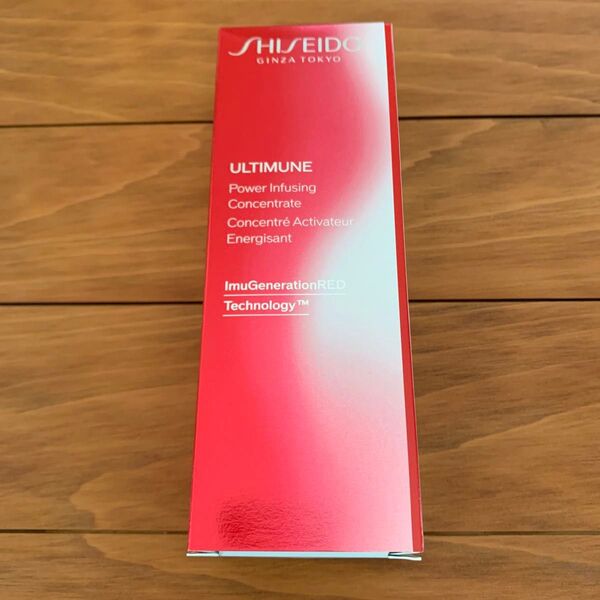 SHISEIDO
GINZA TOKYO
ULTIMUNE
Power Infusing
Concentrate
Concentré Activateur
Energisant
ImuGenerationRED
Technology™